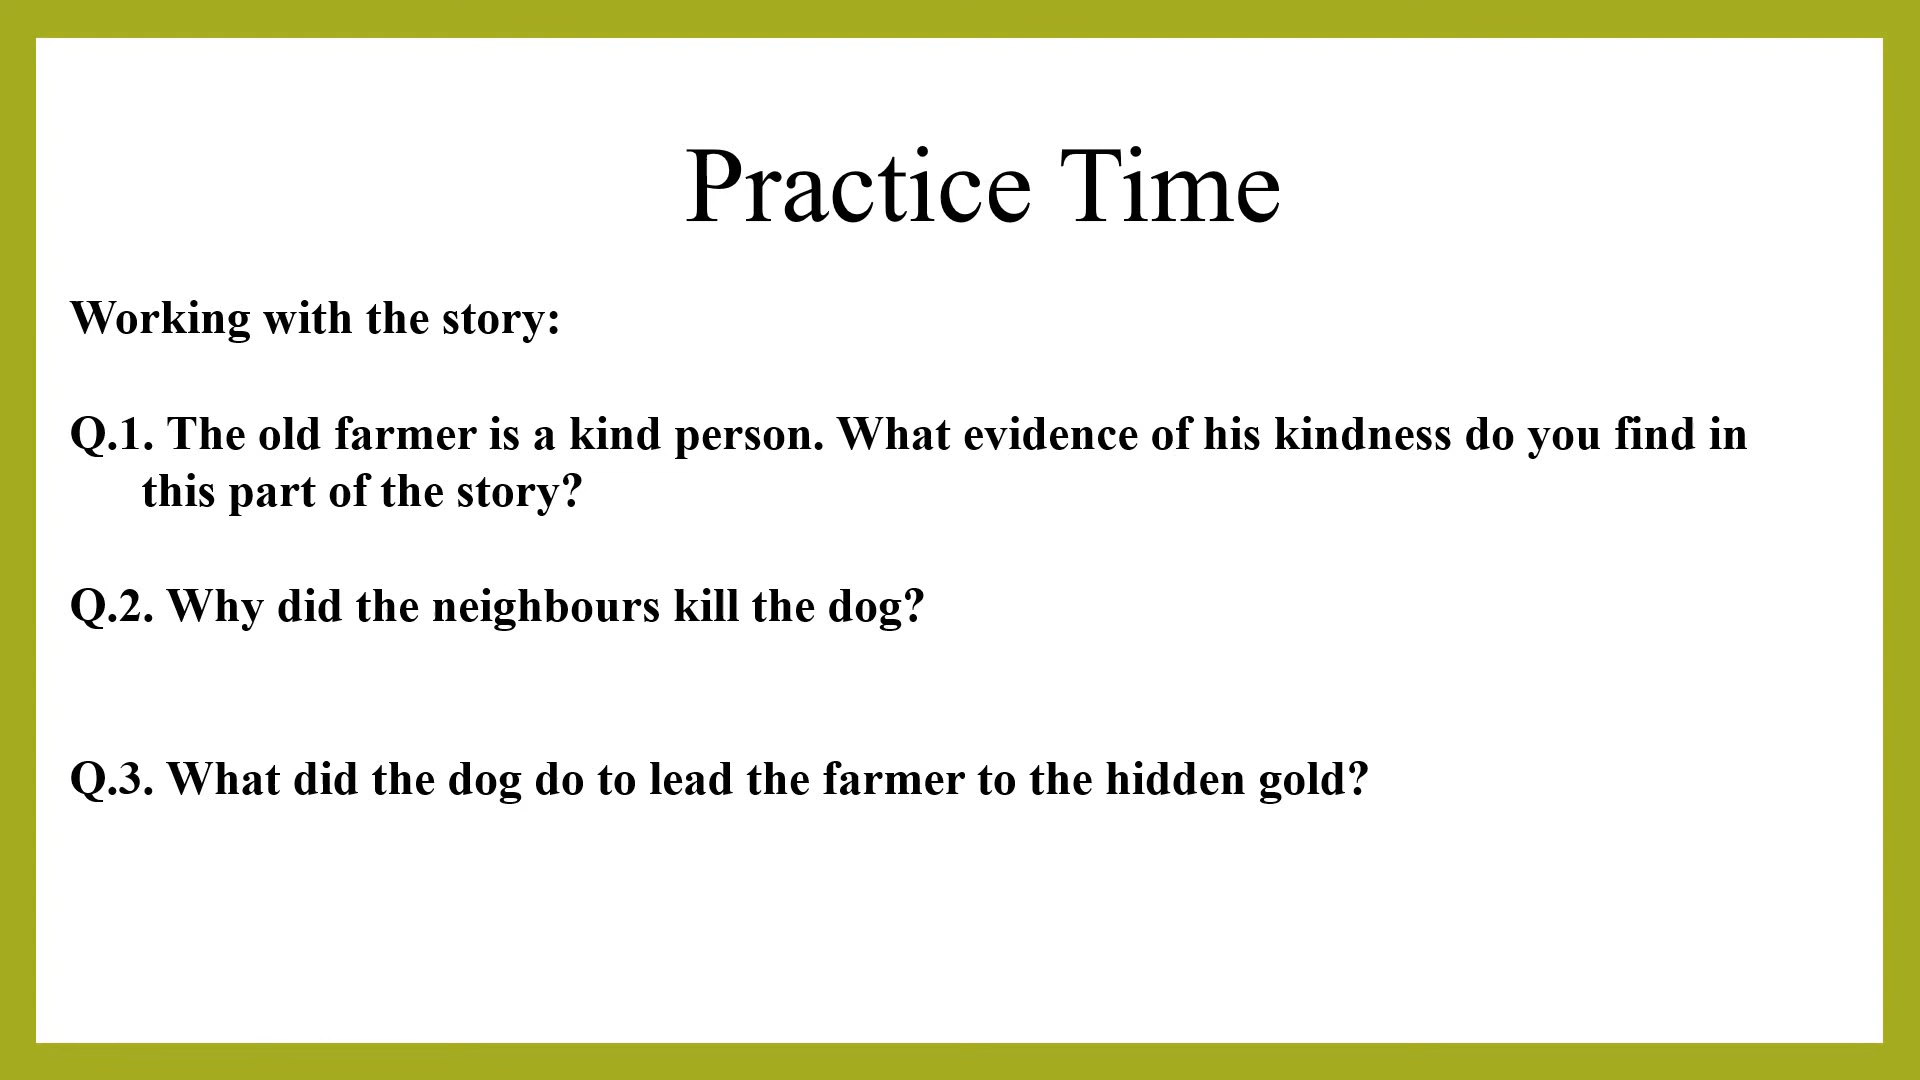 Practice Time
Working with the story:
Q.1. The old farmer is a kind person. What evidence of his kindness do you find in
this part of the story?
Q.2. Why did the neighbours kill the dog?
Q.3. What did the dog do to lead the farmer to the hidden gold?